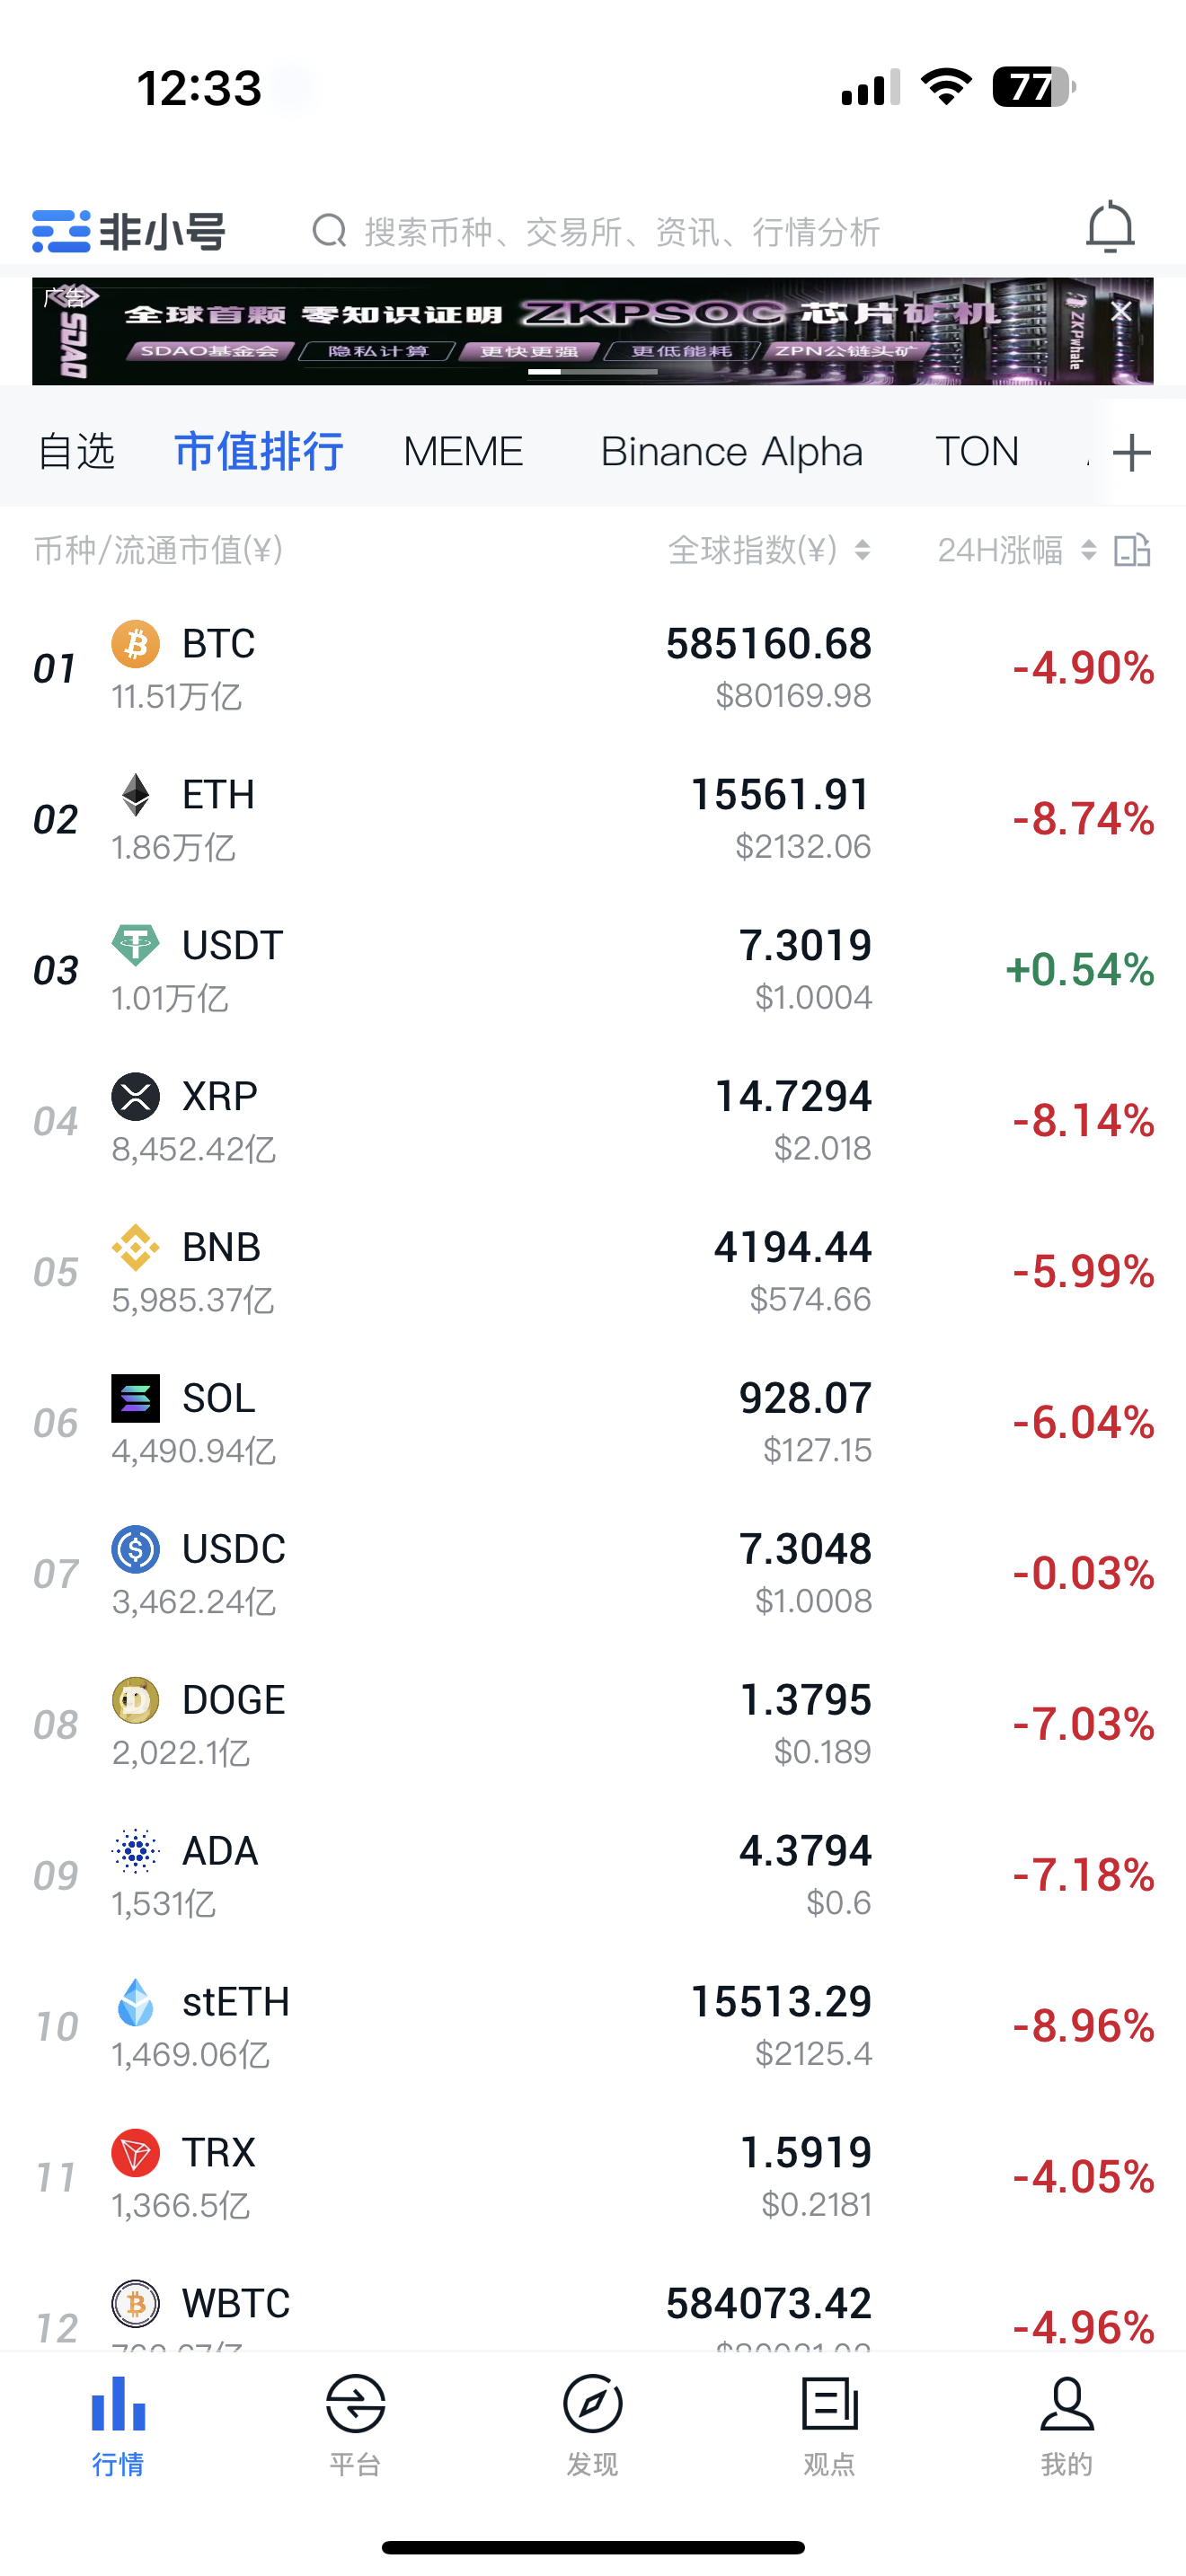 12:33
77
非小号
搜索币种、交易所、资讯、行情分析
广告
SDAO
全球首颗 零知识证明 ZKPSOC 芯片矿机
SDAO基金会 隐私计算 更快更强 更低能耗 ZPN公链头矿
ZKPwhale
自选 市值排行 MEME Binance Alpha TON
币种/流通市值(¥) 全球指数(¥) 24H涨幅
01 BTC 585160.68 -4.90%
11.51万亿 $80169.98
02 ETH 15561.91 -8.74%
1.86万亿 $2132.06
03 USDT 7.3019 +0.54%
1.01万亿 $1.0004
04 XRP 14.7294 -8.14%
8,452.42亿 $2.018
05 BNB 4194.44 -5.99%
5,985.37亿 $574.66
06 SOL 928.07 -6.04%
4,490.94亿 $127.15
07 USDC 7.3048 -0.03%
3,462.24亿 $1.0008
08 DOGE 1.3795 -7.03%
2,022.1亿 $0.189
09 ADA 4.3794 -7.18%
1,531亿 $0.6
10 stETH 15513.29 -8.96%
1,469.06亿 $2125.4
11 TRX 1.5919 -4.05%
1,366.5亿 $0.2181
12 WBTC 584073.42 -4.96%
行情 平台 发现 观点 我的